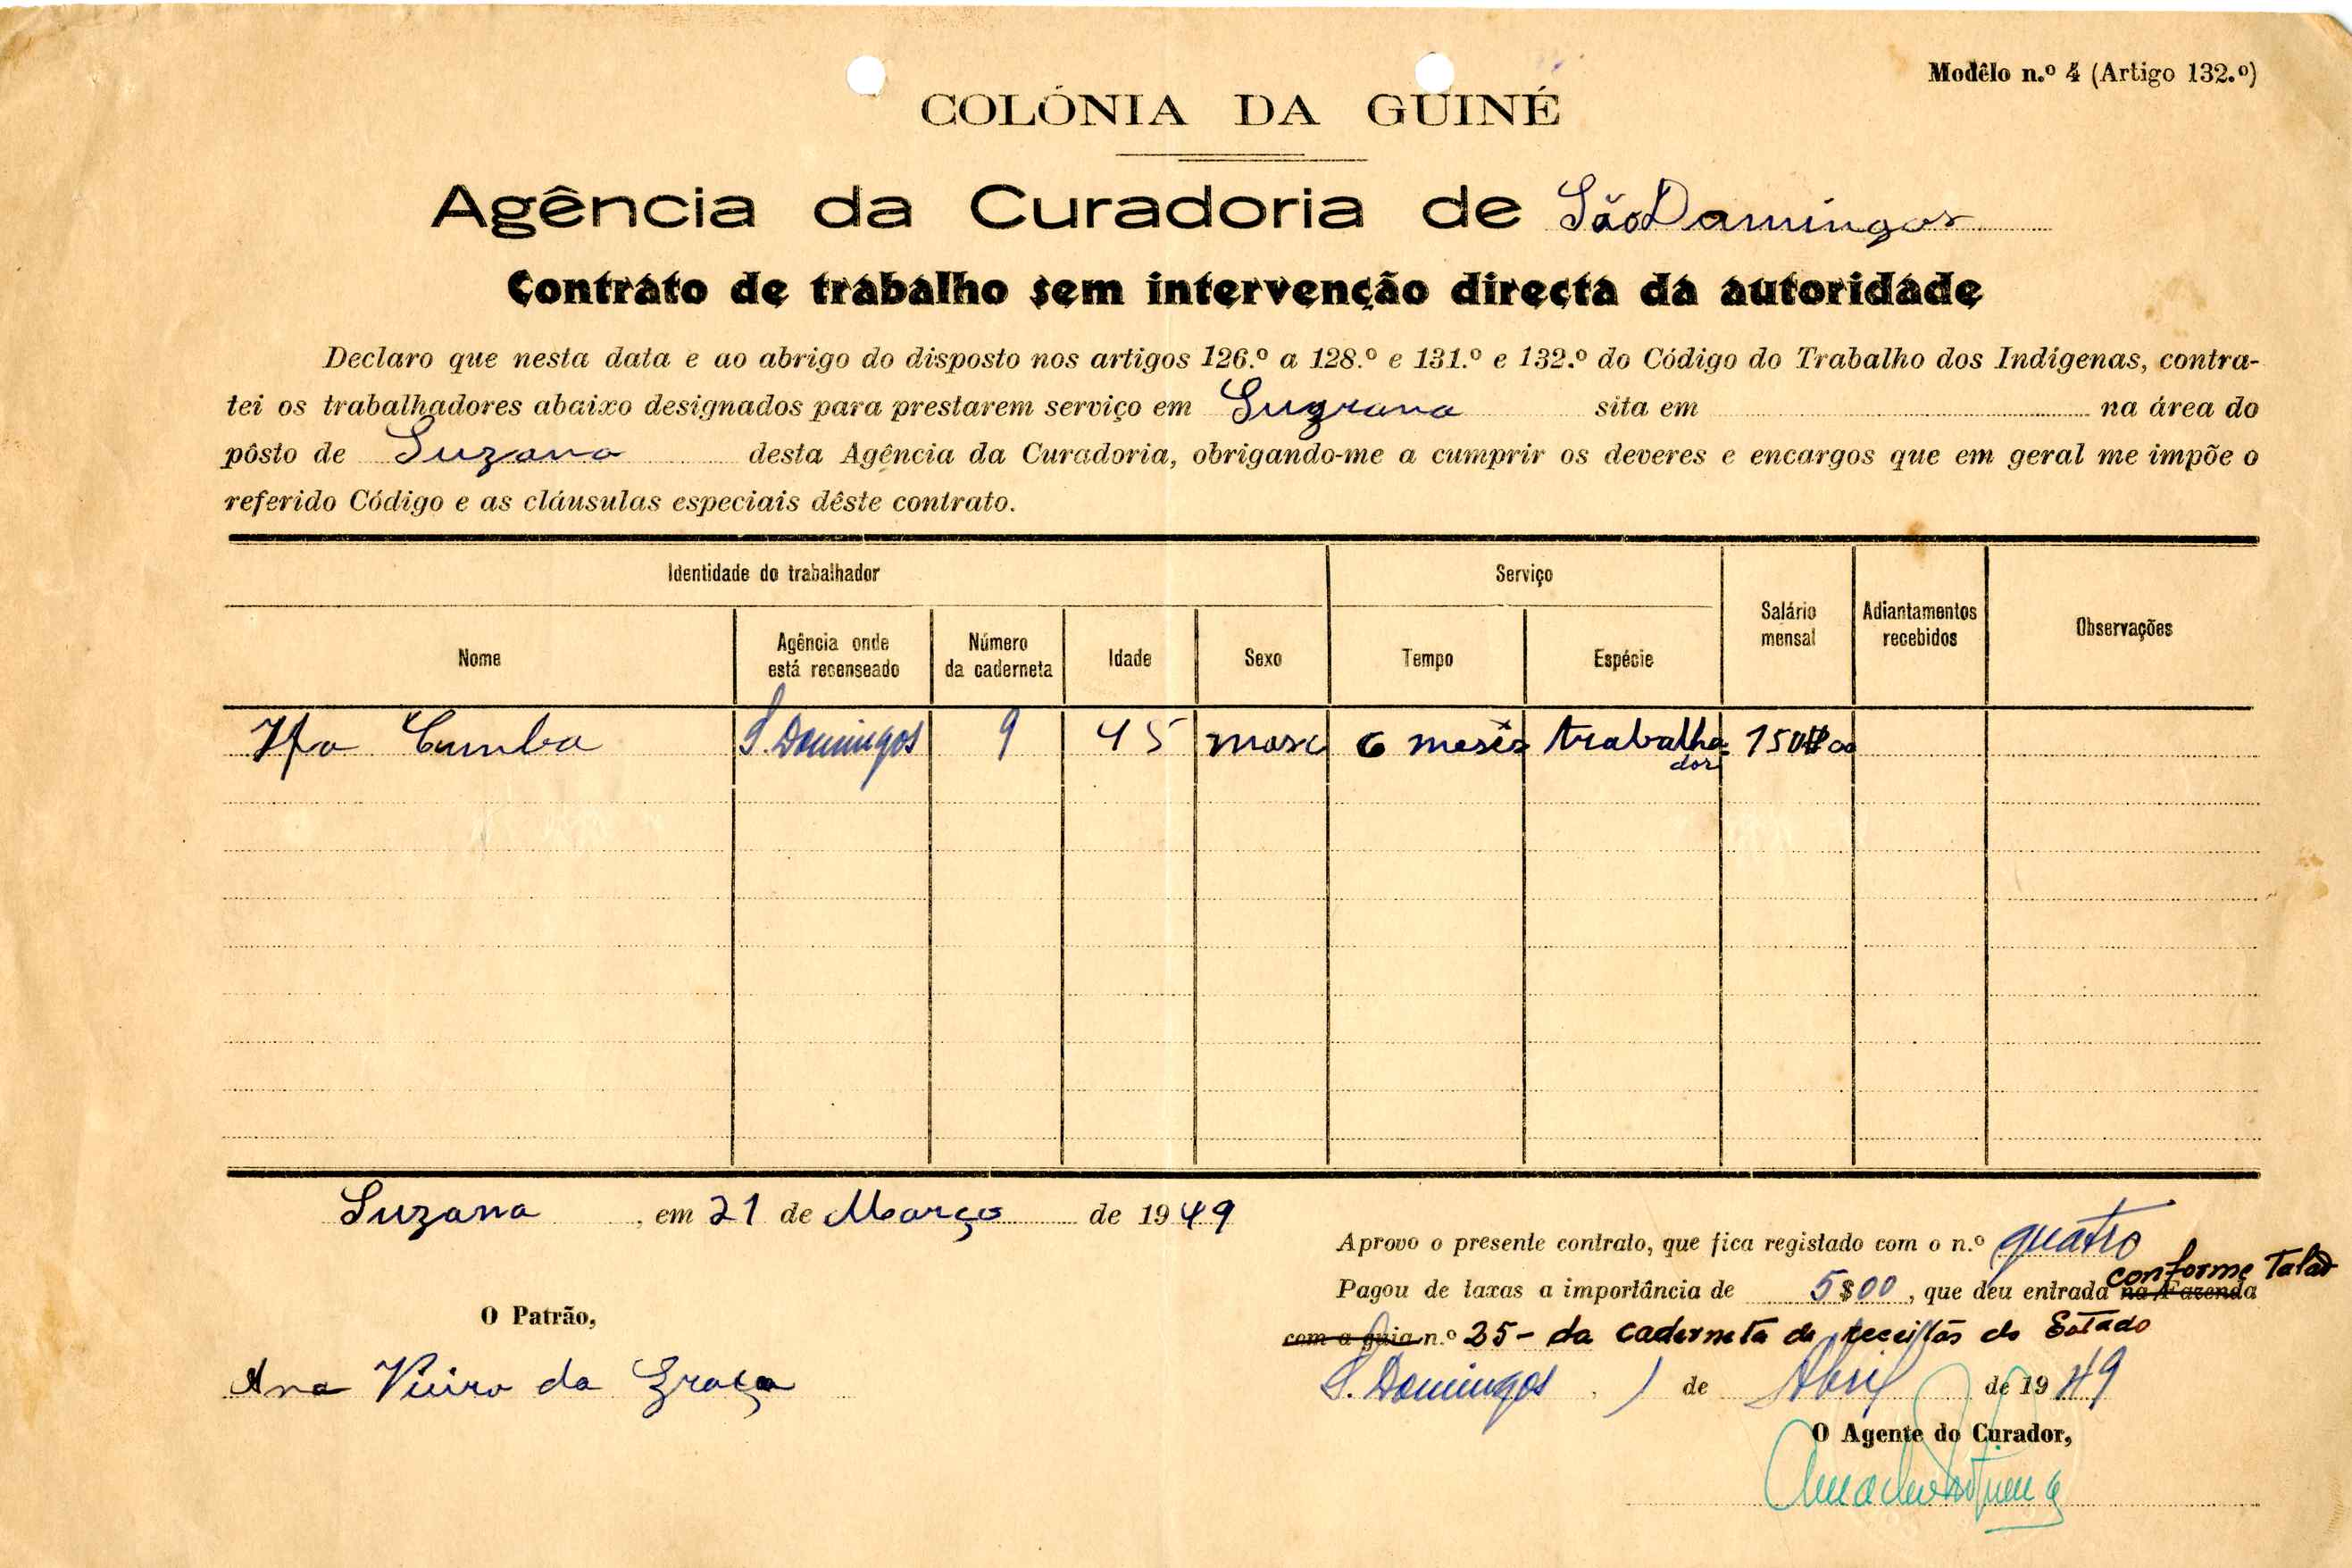 Modêlo n.º 4 (Artigo 132.º)
COLÓNIA DA GUINÉ
Agência da Curadoria de São Domingos
Contrato de trabalho sem intervenção directa da autoridade
Declaro que nesta data e ao abrigo do disposto nos artigos 126.º a 128.º e 131.º e 132.º do Código do Trabalho dos Indígenas, contra-
tei os trabalhadores abaixo designados para prestarem serviço em Suzana sita em na área do
pôsto de Suzana desta Agência da Curadoria, obrigando-me a cumprir os deveres e encargos que em geral me impõe o
referido Código e as cláusulas especiais dêste contrato.
Identidade do trabalhador Serviço Salário mensal Adiantamentos recebidos Observações
Nome Agência onde está recenseado Número da caderneta Idade Sexo Tempo Espécie
Cumba S. Domingos 9 45 masc 6 mesês trabalha-dor 150$00
Suzana, em 21 de Março de 1949
Aprovo o presente contrato, que fica registado com o n.º quatro
Pagou de taxas a importância de 5$00, que deu entrada na Fazenda conforme Talão
com a guia n.º 25- da caderneta de receitas do Estado
O Patrão,
Ana Vieira da Graça
S. Domingos, 1 de Abril de 1949
O Agente do Curador,